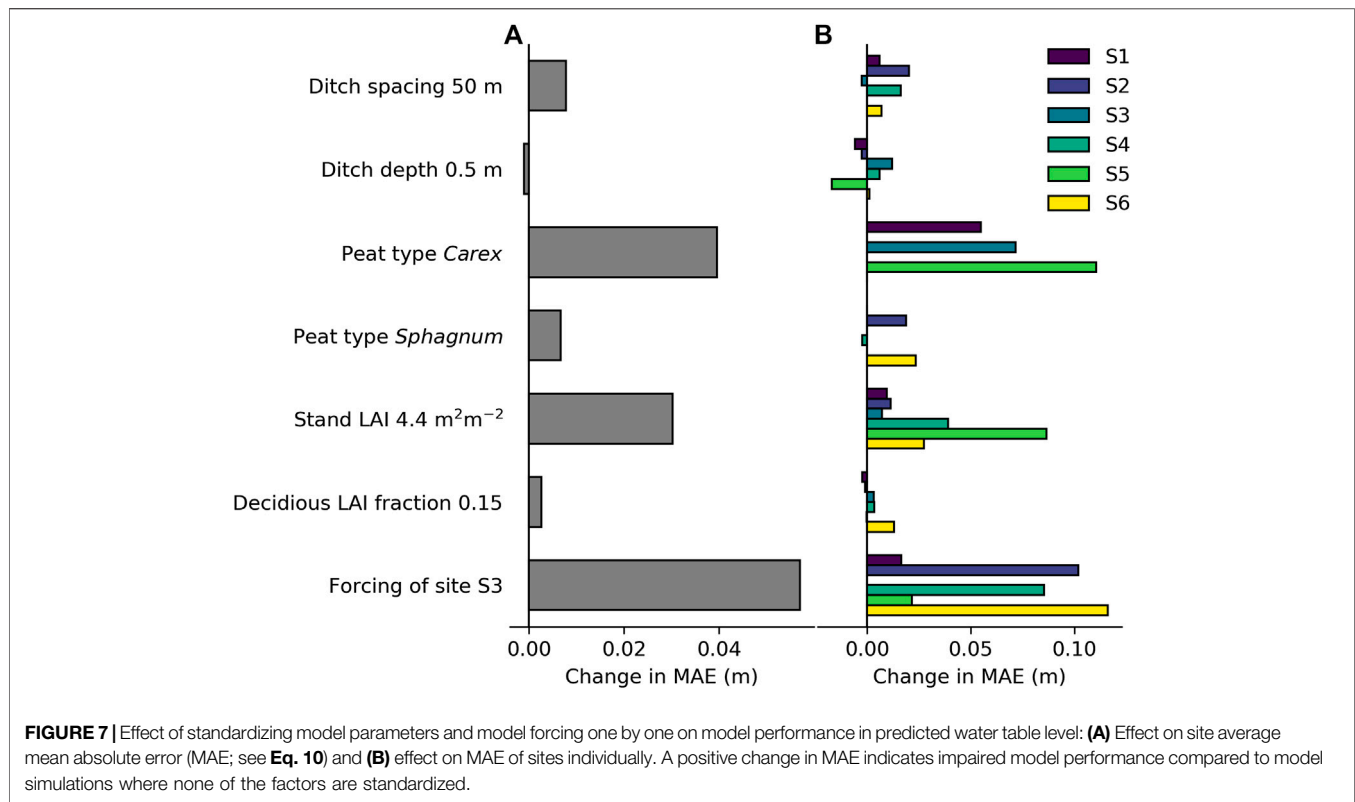 A
B
Ditch spacing 50 m
Ditch depth 0.5 m
Peat type Carex
Peat type Sphagnum
Stand LAI 4.4 m²m⁻²
Decidious LAI fraction 0.15
Forcing of site S3
S1
S2
S3
S4
S5
S6
0.00 0.02 0.04
Change in MAE (m)
0.00 0.05 0.10
Change in MAE (m)
FIGURE 7 | Effect of standardizing model parameters and model forcing one by one on model performance in predicted water table level: (A) Effect on site average
mean absolute error (MAE; see Eq. 10) and (B) effect on MAE of sites individually. A positive change in MAE indicates impaired model performance compared to model
simulations where none of the factors are standardized.